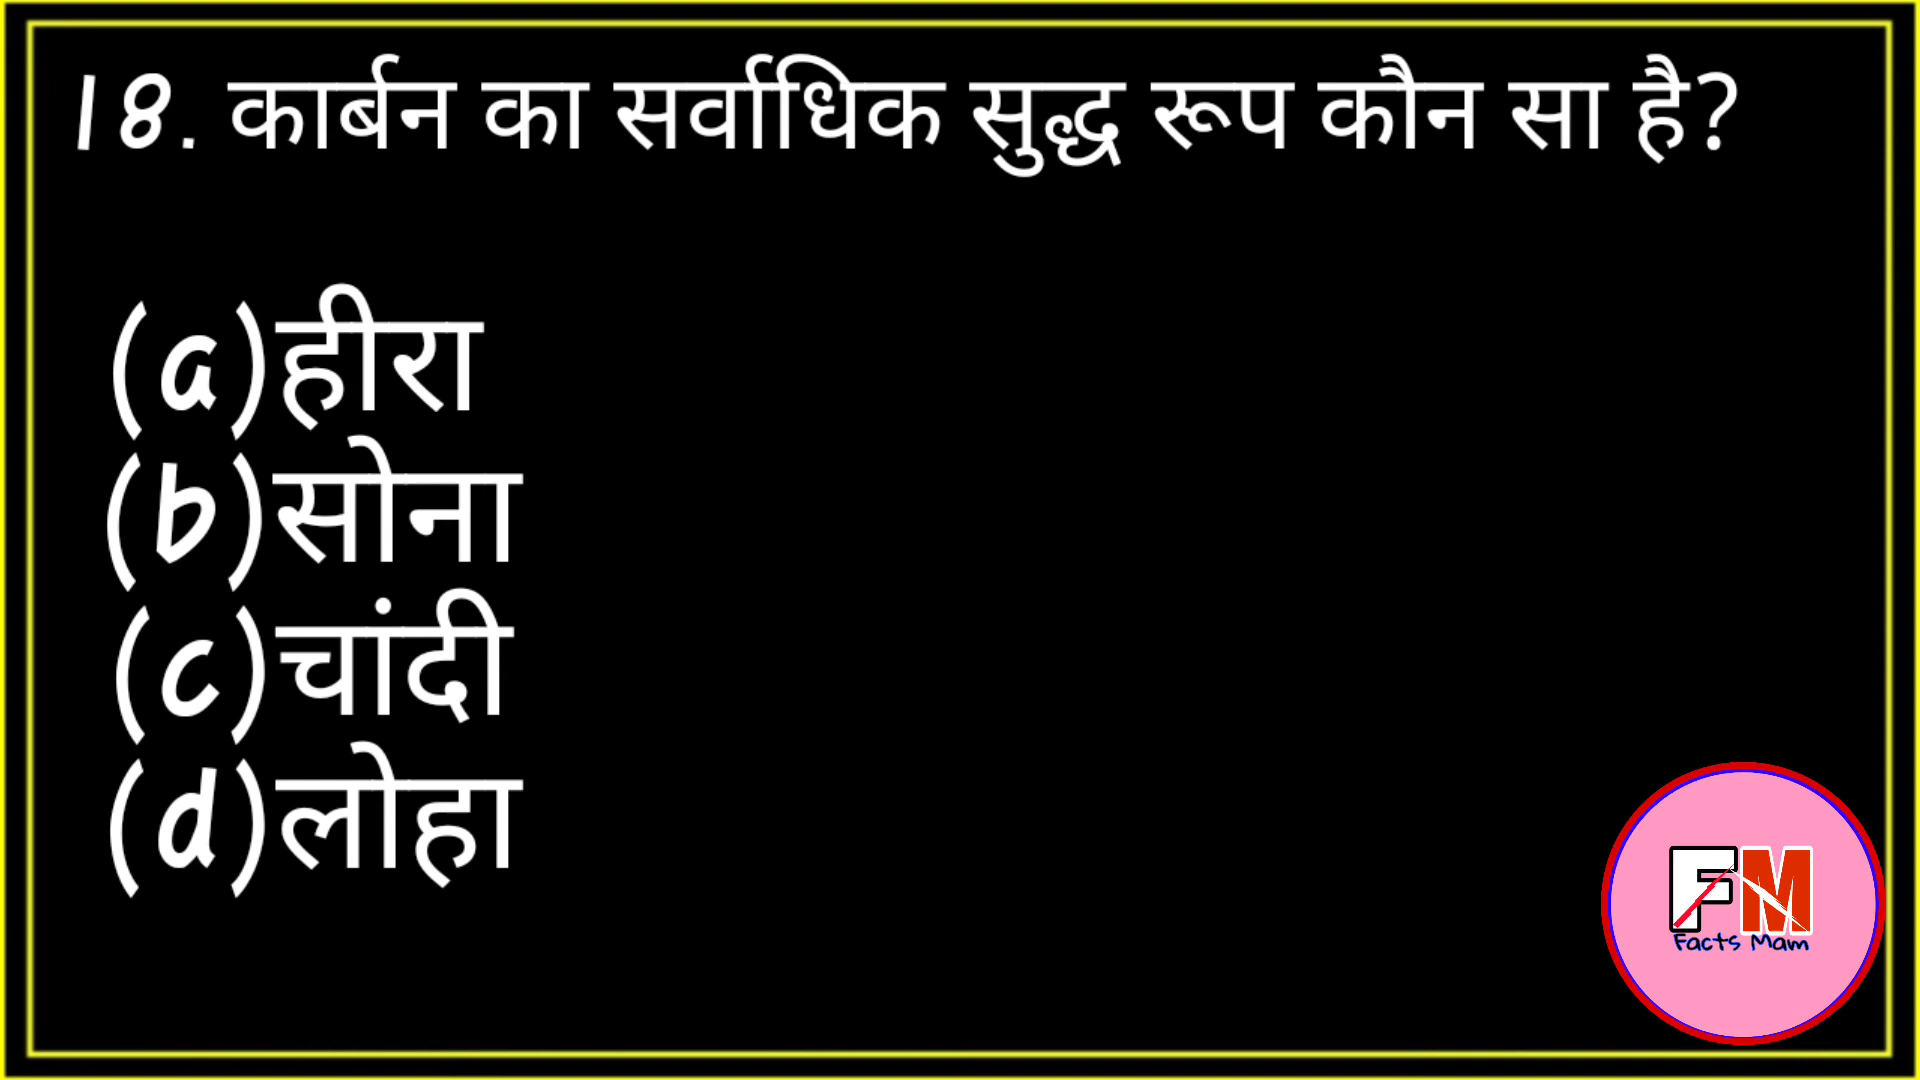 18. कार्बन का सर्वाधिक सुद्ध रूप कौन सा है?
(a)हीरा
(b)सोना
(c)चांदी
(d)लोहा
FM
Facts Mam